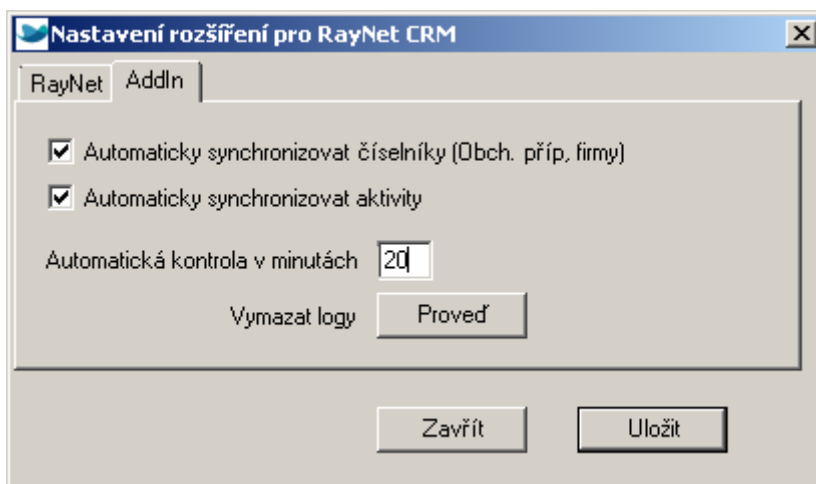 Nastavení rozšíření pro RayNet CRM
RayNet AddIn
Automaticky synchronizovat číselníky (Obch. příp, firmy)
Automaticky synchronizovat aktivity
Automatická kontrola v minutách 20
Vymazat logy Proveď
Zavřít Uložit